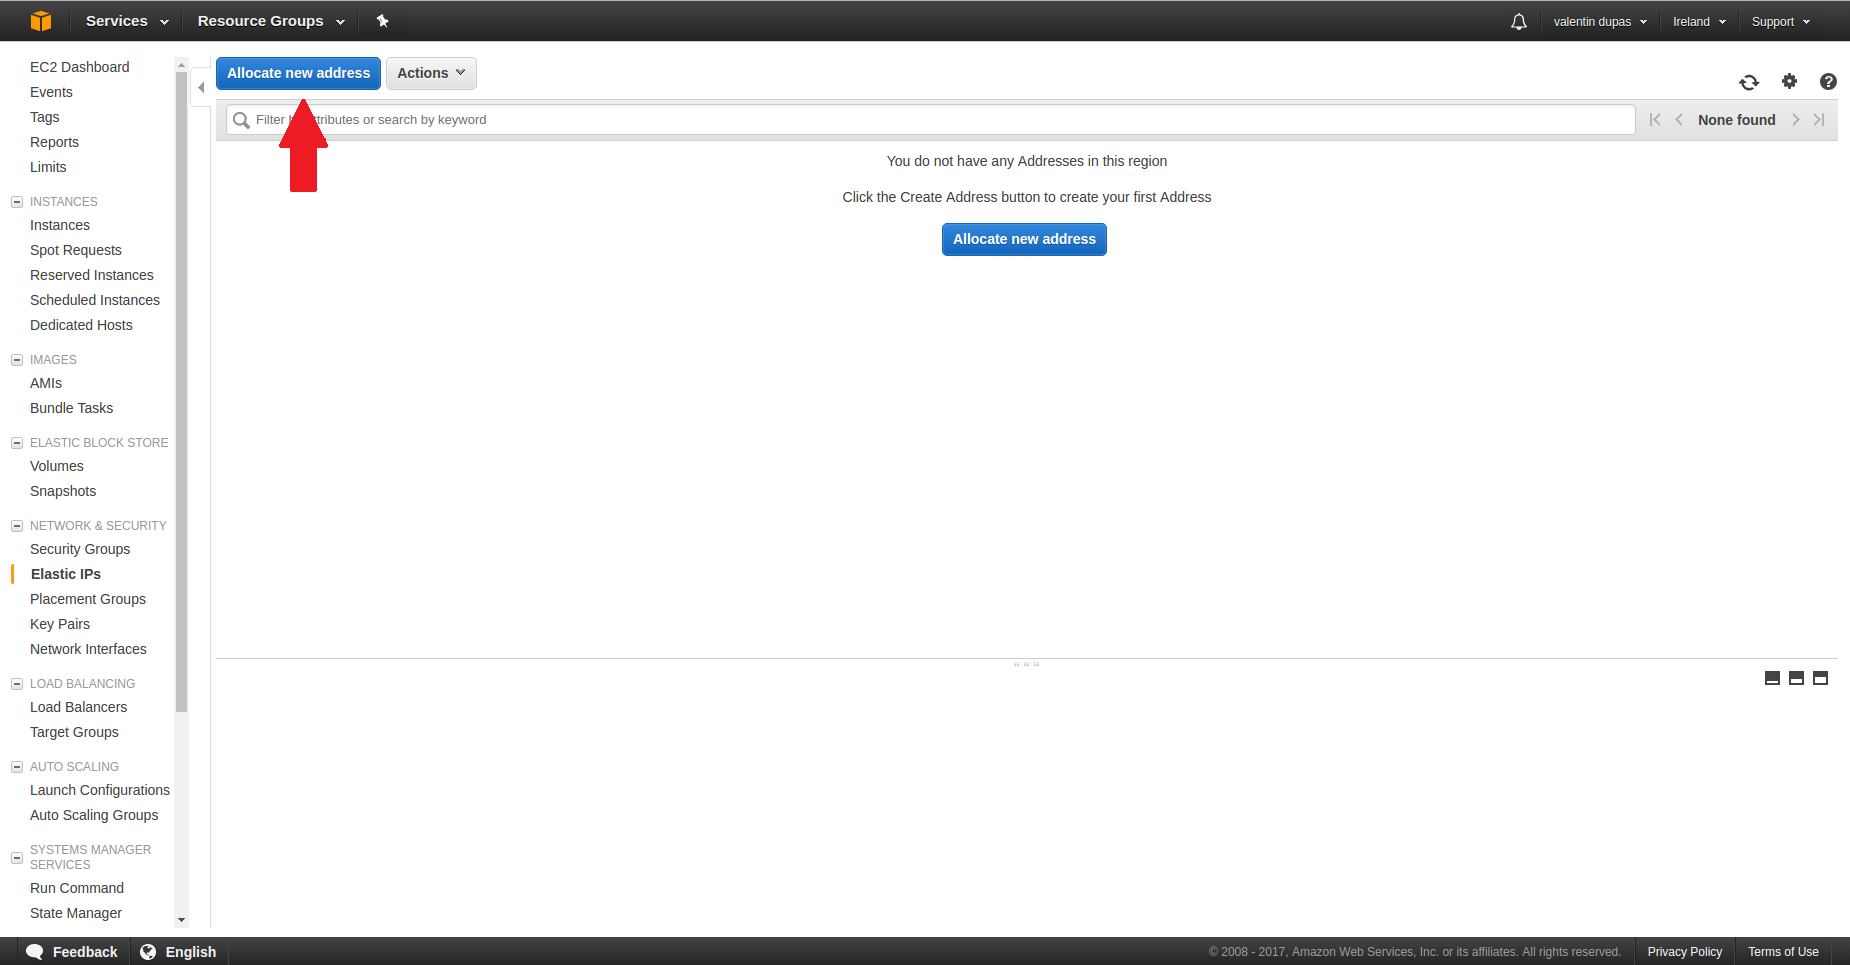 Services
Resource Groups
valentin dupas
Ireland
Support
EC2 Dashboard
Events
Tags
Reports
Limits
INSTANCES
Instances
Spot Requests
Reserved Instances
Scheduled Instances
Dedicated Hosts
IMAGES
AMIs
Bundle Tasks
ELASTIC BLOCK STORE
Volumes
Snapshots
NETWORK & SECURITY
Security Groups
Elastic IPs
Placement Groups
Key Pairs
Network Interfaces
LOAD BALANCING
Load Balancers
Target Groups
AUTO SCALING
Launch Configurations
Auto Scaling Groups
SYSTEMS MANAGER
SERVICES
Run Command
State Manager
Allocate new address
Actions
Filter or search by keyword
None found
You do not have any Addresses in this region
Click the Create Address button to create your first Address
Allocate new address
Feedback
English
© 2008 - 2017, Amazon Web Services, Inc. or its affiliates. All rights reserved.
Privacy Policy
Terms of Use